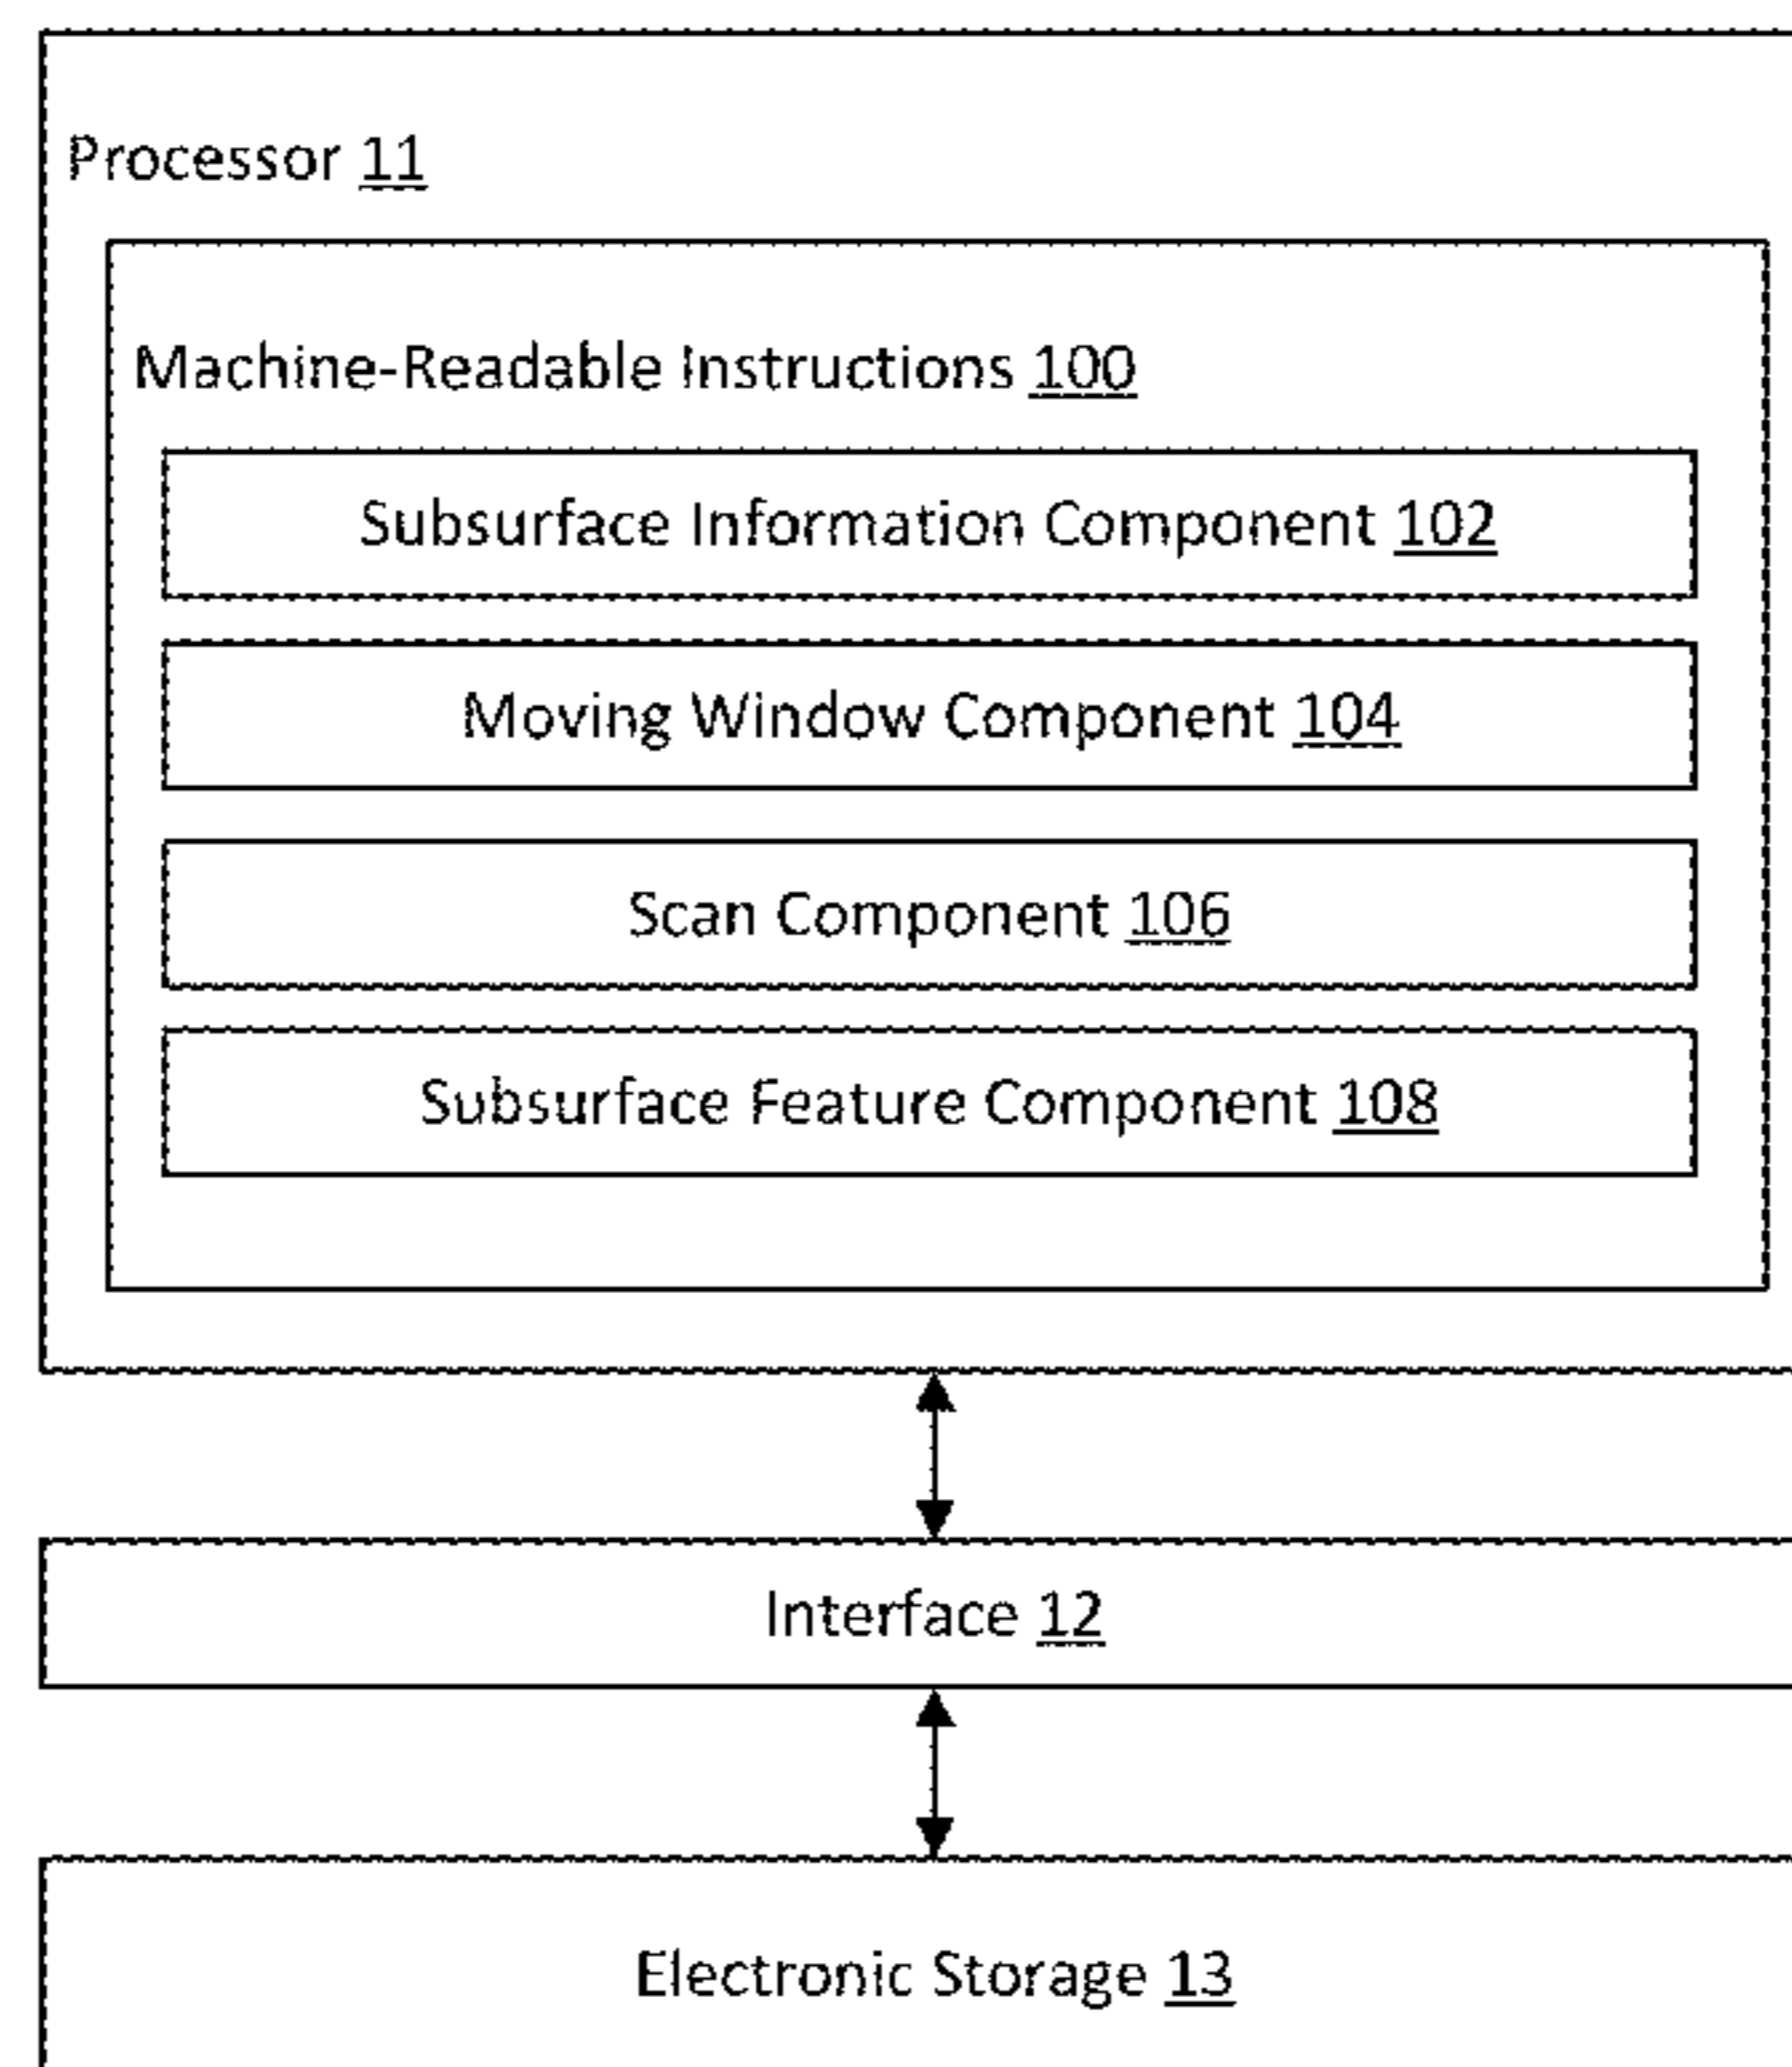 Processor 11
Machine-Readable Instructions 100
Subsurface Information Component 102
Moving Window Component 104
Scan Component 106
Subsurface Feature Component 108
Interface 12
Electronic Storage 13